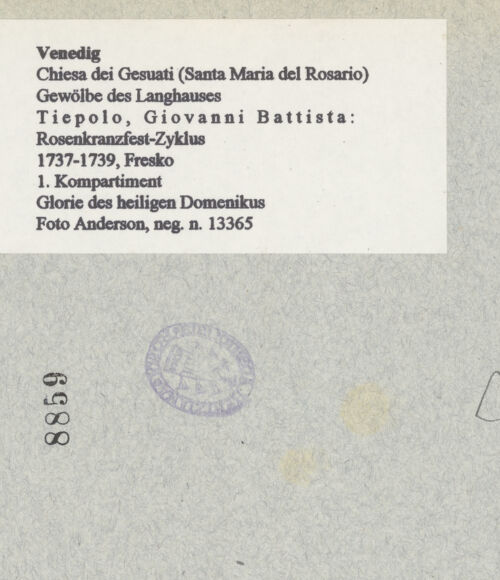 Venedig
Chiesa dei Gesuati (Santa Maria del Rosario)
Gewölbe des Langhauses
Tiepolo, Giovanni Battista:
Rosenkranzfest-Zyklus
1737-1739, Fresko
1. Kompartiment
Glorie des heiligen Domenikus
Foto Anderson, neg. n. 13365
8859